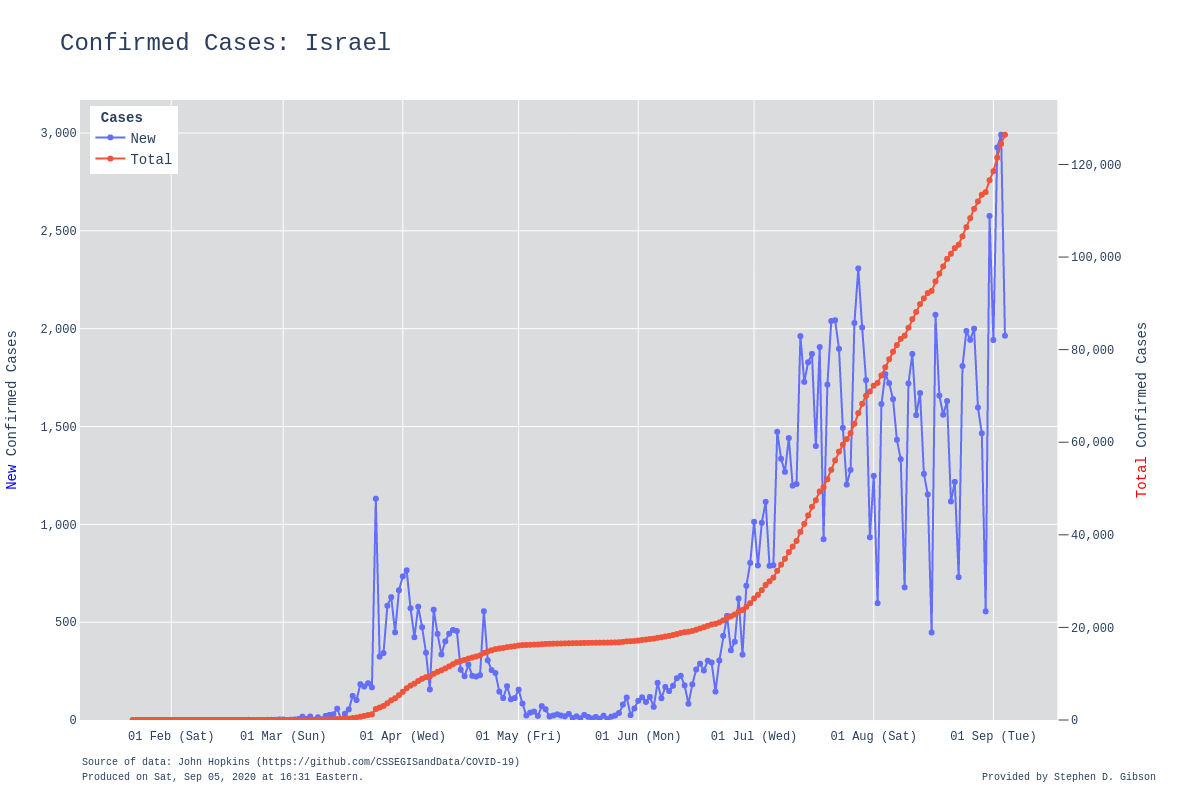 Confirmed Cases: Israel
Cases
New
Total
3,000
2,500
2,000
1,500
1,000
500
0
120,000
100,000
80,000
60,000
40,000
20,000
0
New Confirmed Cases
Total Confirmed Cases
01 Feb (Sat)
01 Mar (Sun)
01 Apr (Wed)
01 May (Fri)
01 Jun (Mon)
01 Jul (Wed)
01 Aug (Sat)
01 Sep (Tue)
Source of data: John Hopkins (https://github.com/CSSEGISandData/COVID-19)
Produced on Sat, Sep 05, 2020 at 16:31 Eastern.
Provided by Stephen D. Gibson